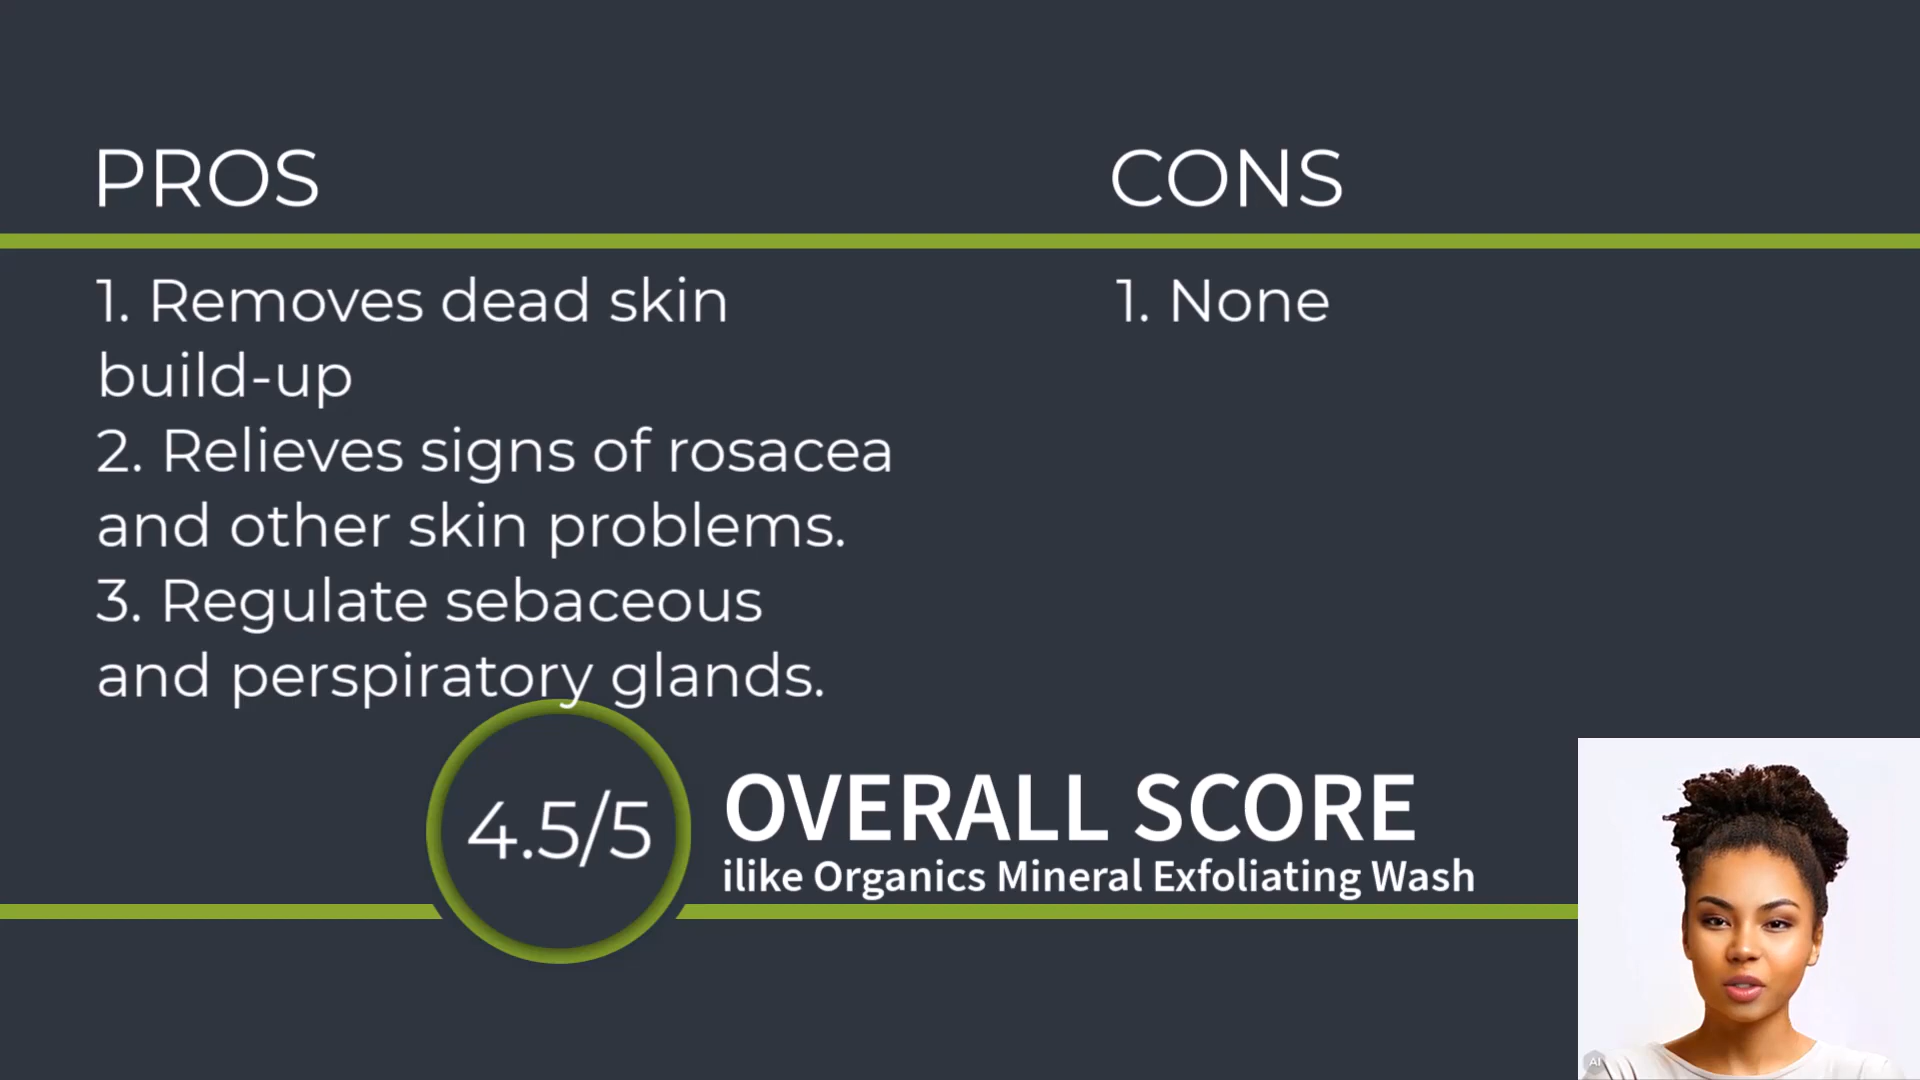 PROS
1. Removes dead skin
build-up
2. Relieves signs of rosacea
and other skin problems.
3. Regulate sebaceous
and perspiratory glands.
CONS
1. None
4.5/5
OVERALL SCORE
ilike Organics Mineral Exfoliating Wash
AI